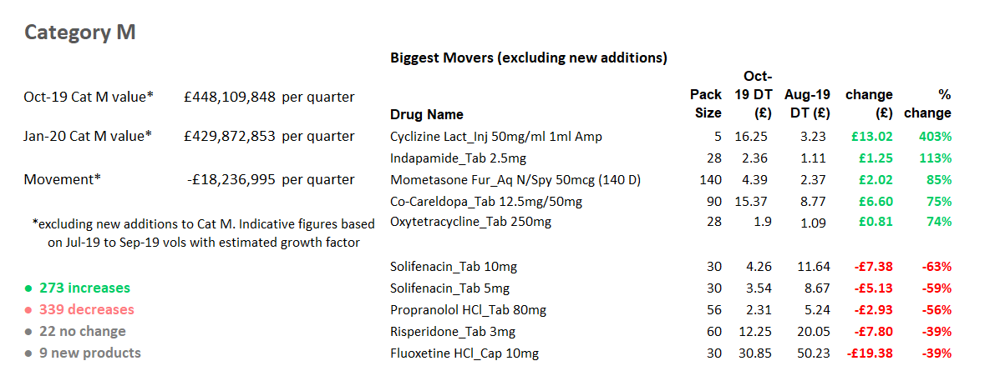 Category M
Oct-19 Cat M value* £448,109,848 per quarter
Jan-20 Cat M value* £429,872,853 per quarter
Movement* -£18,236,995 per quarter
*excluding new additions to Cat M. Indicative figures based
on Jul-19 to Sep-19 vols with estimated growth factor
● 273 increases
● 339 decreases
● 22 no change
● 9 new products
Biggest Movers (excluding new additions)
Drug Name Pack Size Oct-19 DT (£) Aug-19 DT (£) change (£) % change
Cyclizine Lact_Inj 50mg/ml 1ml Amp 5 16.25 3.23 £13.02 403%
Indapamide_Tab 2.5mg 28 2.36 1.11 £1.25 113%
Mometasone Fur_Aq N/Spy 50mcg (140 D) 140 4.39 2.37 £2.02 85%
Co-Careldopa_Tab 12.5mg/50mg 90 15.37 8.77 £6.60 75%
Oxytetracycline_Tab 250mg 28 1.9 1.09 £0.81 74%
Solifenacin_Tab 10mg 30 4.26 11.64 -£7.38 -63%
Solifenacin_Tab 5mg 30 3.54 8.67 -£5.13 -59%
Propranolol HCl_Tab 80mg 56 2.31 5.24 -£2.93 -56%
Risperidone_Tab 3mg 60 12.25 20.05 -£7.80 -39%
Fluoxetine HCl_Cap 10mg 30 30.85 50.23 -£19.38 -39%